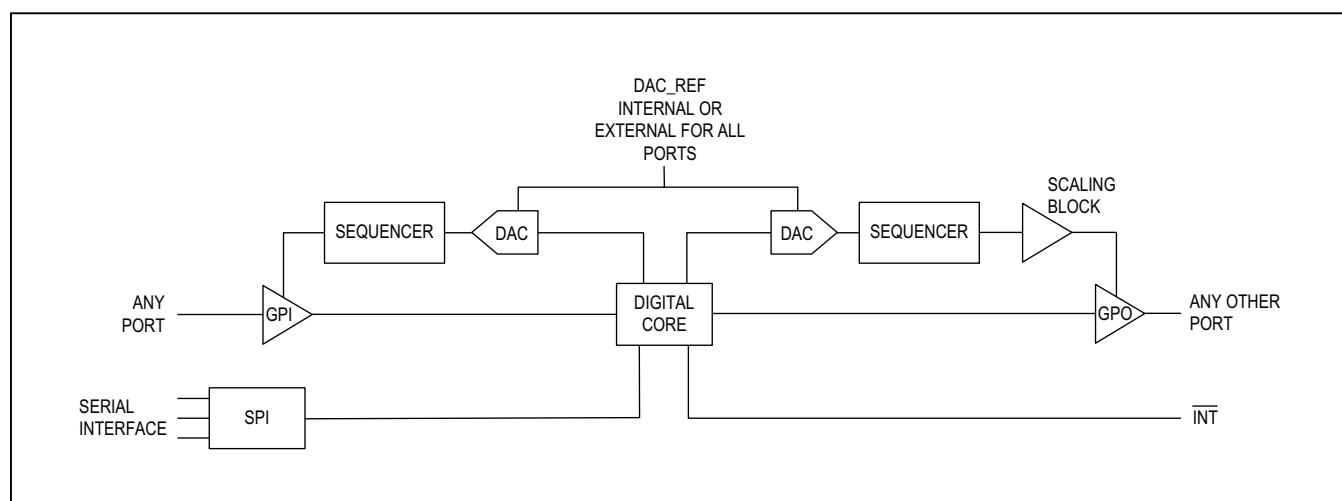 DAC_REF
INTERNAL OR
EXTERNAL FOR ALL
PORTS
SCALING
BLOCK
SEQUENCER
DAC
DAC
SEQUENCER
ANY
PORT
GPI
DIGITAL
CORE
GPO
ANY OTHER
PORT
SERIAL
INTERFACE
SPI
INT